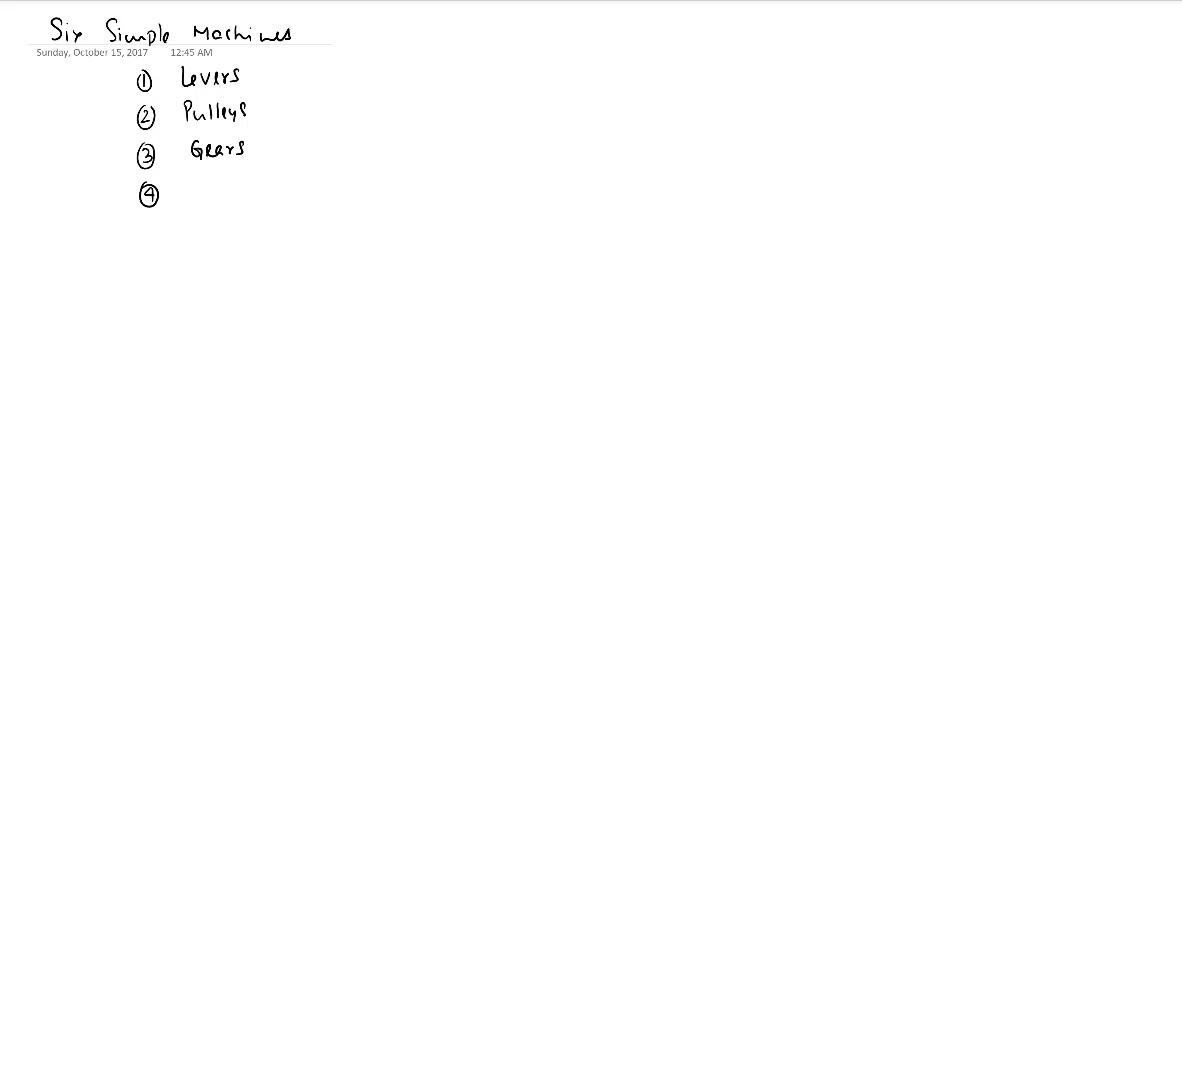 Six Simple Machines
Sunday, October 15, 2017 12:45 AM
① Levers
② Pulleys
③ Gears
④